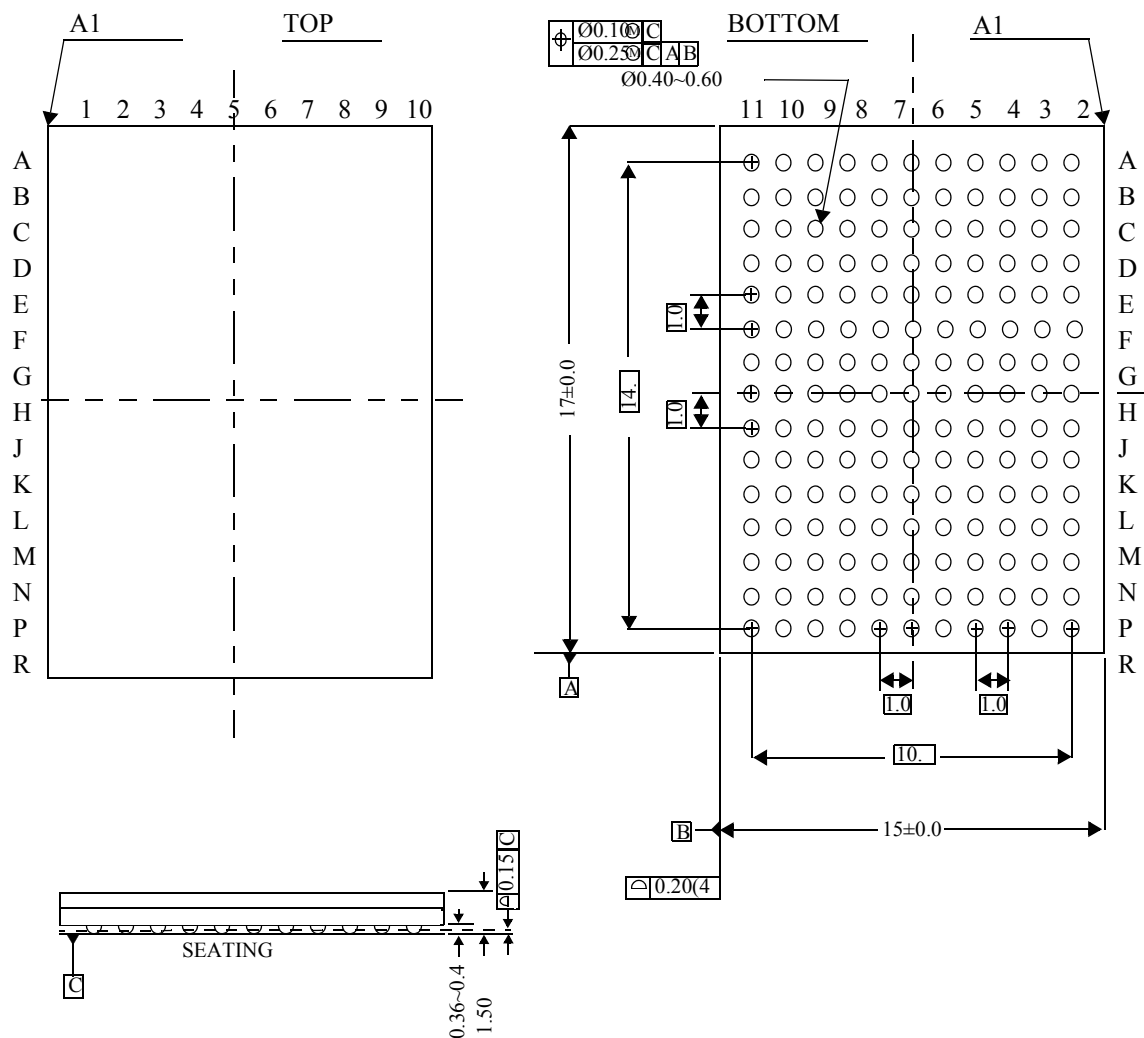 A1 TOP
1 2 3 4 5 6 7 8 9 10
A
B
C
D
E
F
G
H
J
K
L
M
N
P
R
Ø0.10Ⓜ C
Ø0.25Ⓜ C A B
Ø0.40~0.60
BOTTOM A1
11 10 9 8 7 6 5 4 3 2
A
B
C
D
E
F
G
H
J
K
L
M
N
P
R
1.0
1.0
17±0.0
14.
A
1.0 1.0
10.
B 15±0.0
0.20(4
0.15 C
SEATING
C
0.36~0.4
1.50